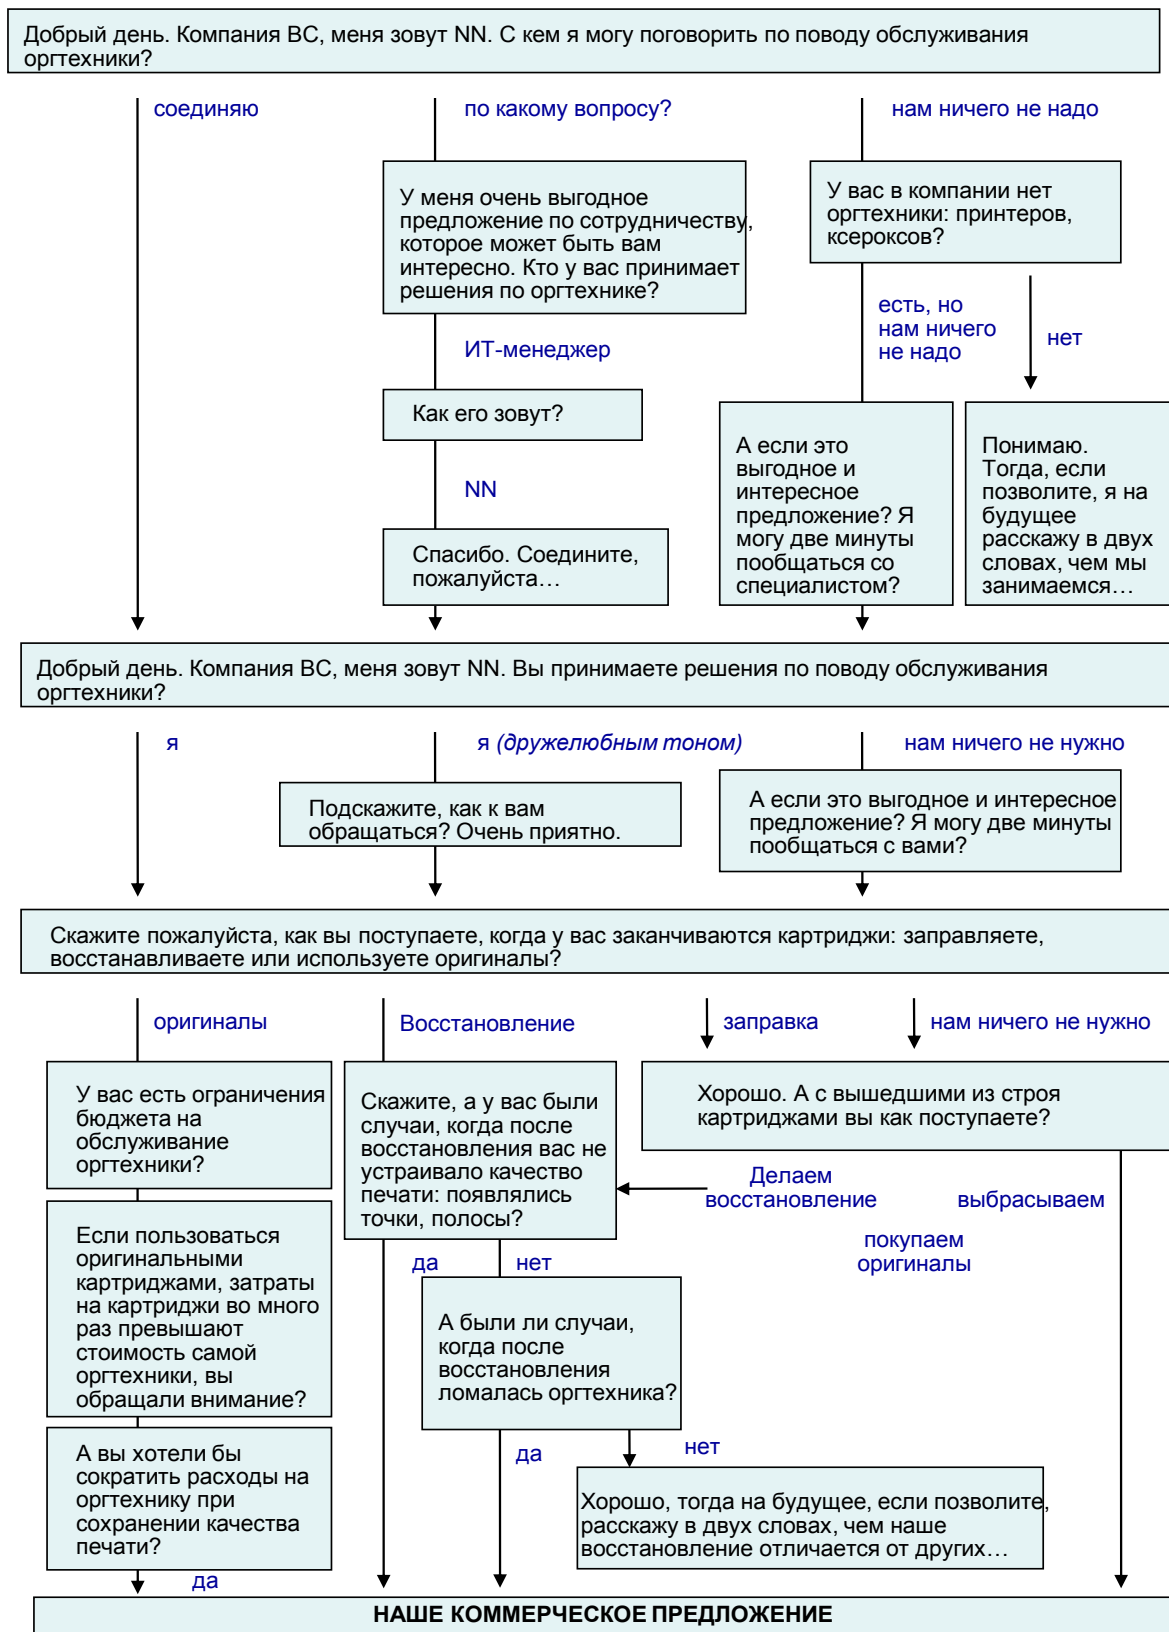 Добрый день. Компания ВС, меня зовут NN. С кем я могу поговорить по поводу обслуживания
оргтехники?
соединяю
по какому вопросу?
нам ничего не надо
У меня очень выгодное
предложение по сотрудничеству,
которое может быть вам
интересно. Кто у вас принимает
решения по оргтехнике?
У вас в компании нет
оргтехники: принтеров,
ксероксов?
ИТ-менеджер
есть, но
нам ничего
не надо
нет
Как его зовут?
NN
Спасибо. Соедините,
пожалуйста…
А если это
выгодное и
интересное
предложение? Я
могу две минуты
пообщаться со
специалистом?
Понимаю.
Тогда, если
позволите, я на
будущее
расскажу в двух
словах, чем мы
занимаемся…
Добрый день. Компания ВС, меня зовут NN. Вы принимаете решения по поводу обслуживания
оргтехники?
я
я (дружелюбным тоном)
нам ничего не нужно
Подскажите, как к вам
обращаться? Очень приятно.
А если это выгодное и интересное
предложение? Я могу две минуты
пообщаться с вами?
Скажите пожалуйста, как вы поступаете, когда у вас заканчиваются картриджи: заправляете,
восстанавливаете или используете оригиналы?
оригиналы
Восстановление
заправка
нам ничего не нужно
У вас есть ограничения
бюджета на
обслуживание
оргтехники?
Скажите, а у вас были
случаи, когда после
восстановления вас не
устраивало качество
печати: появлялись
точки, полосы?
Хорошо. А с вышедшими из строя
картриджами вы как поступаете?
Делаем
восстановление
выбрасываем
покупаем
оригиналы
Если пользоваться
оригинальными
картриджами, затраты
на картриджи во много
раз превышают
стоимость самой
оргтехники, вы
обращали внимание?
да
нет
А были ли случаи,
когда после
восстановления
ломалась оргтехника?
А вы хотели бы
сократить расходы на
оргтехнику при
сохранении качества
печати?
да
нет
Хорошо, тогда на будущее, если позволите,
расскажу в двух словах, чем наше
восстановление отличается от других…
да
НАШЕ КОММЕРЧЕСКОЕ ПРЕДЛОЖЕНИЕ